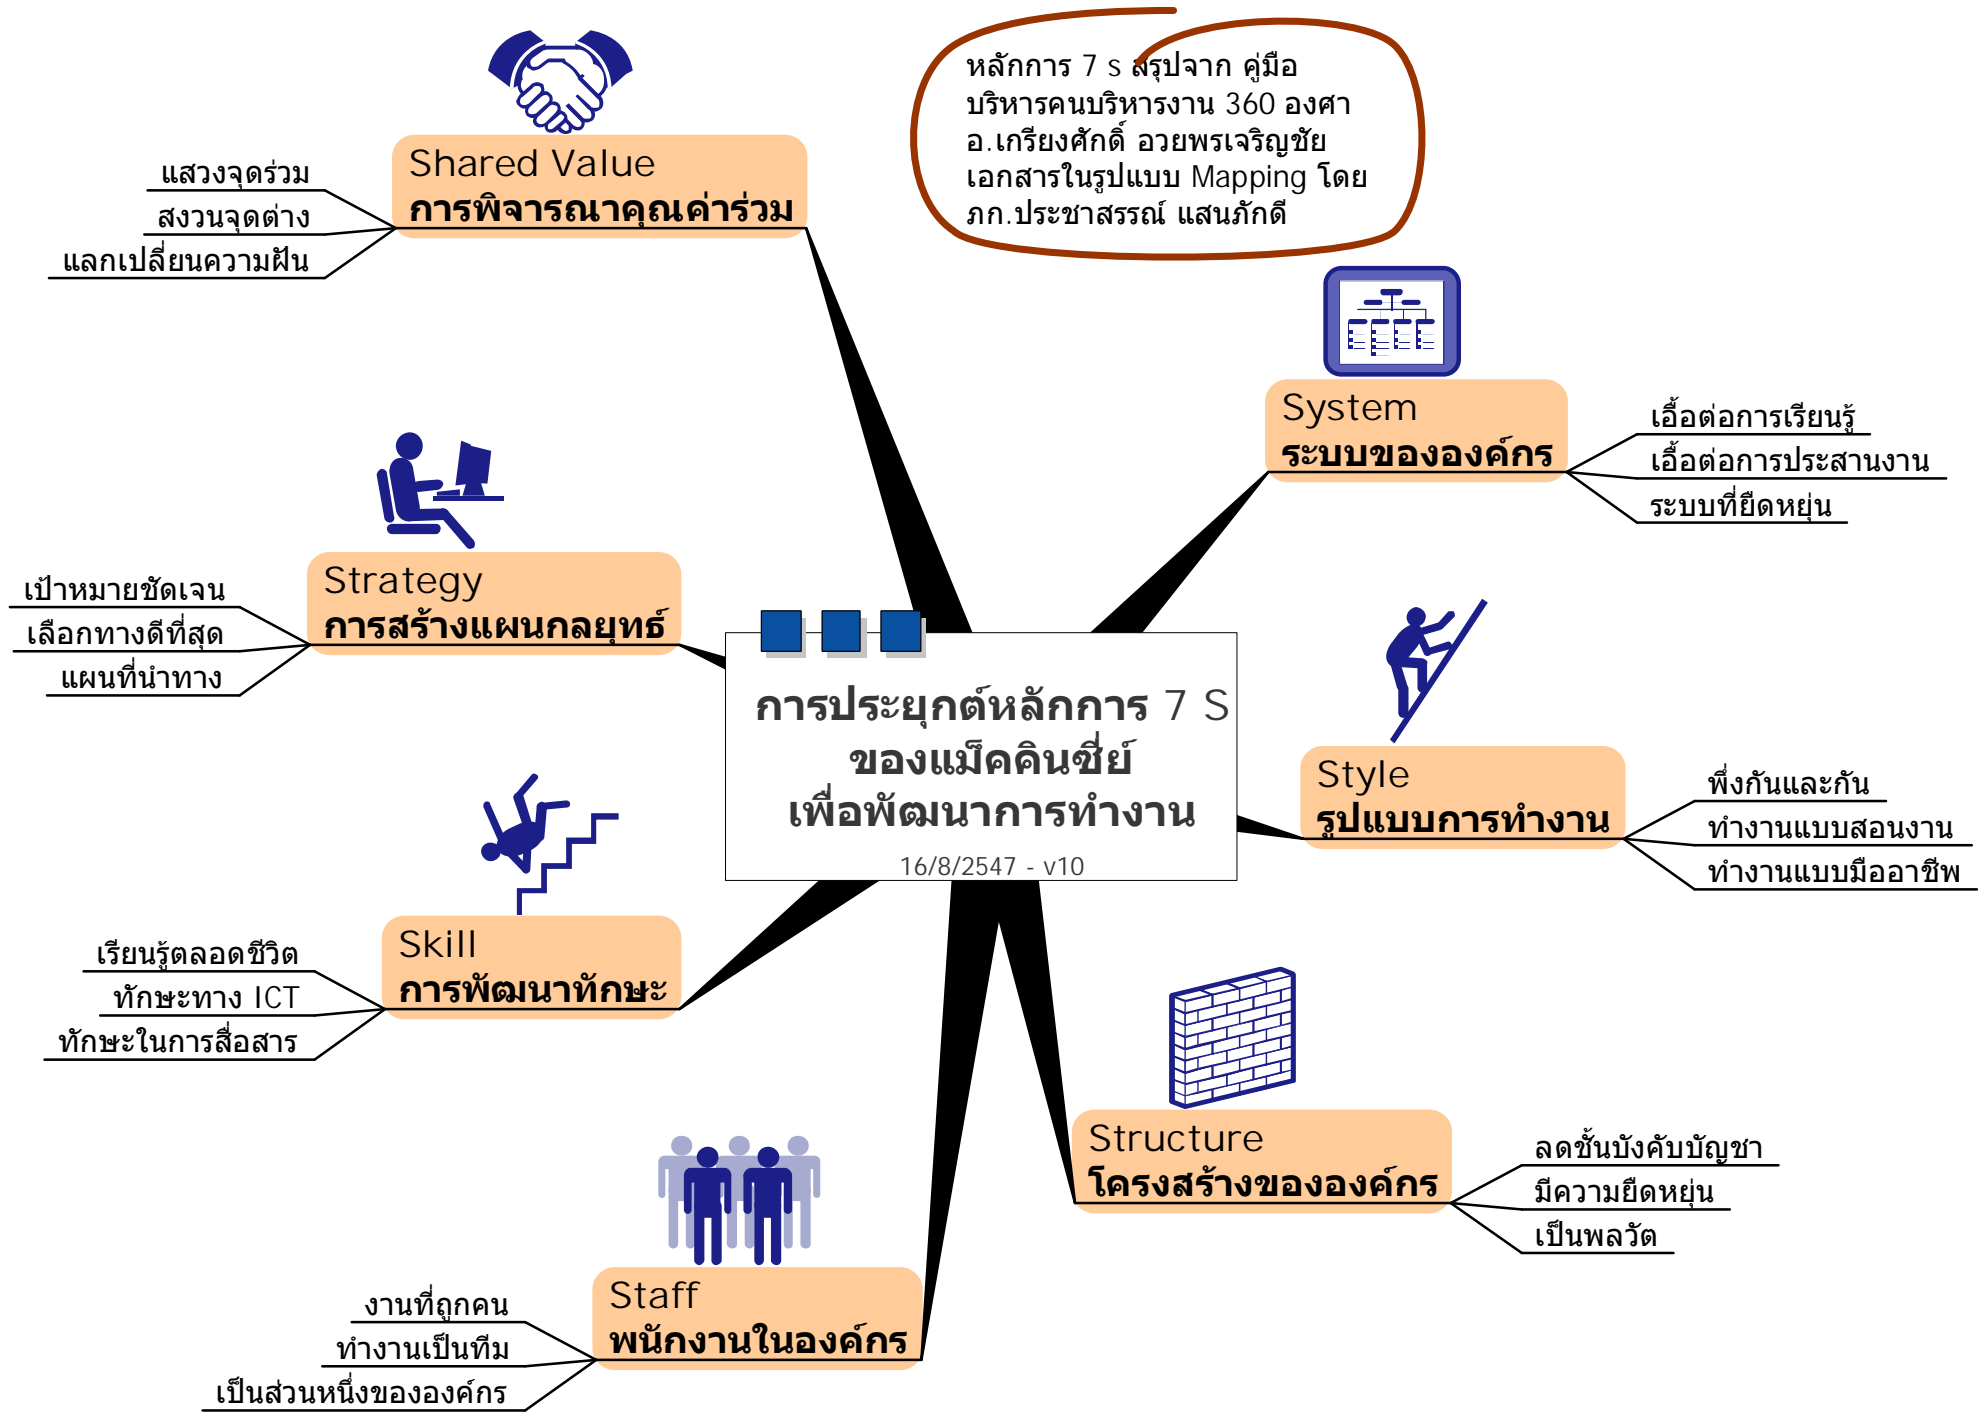 หลักการ 7 s สรุปจาก คู่มือ
บริหารคนบริหารงาน 360 องศา
อ.เกรียงศักดิ์ อวยพรเจริญชัย
เอกสารในรูปแบบ Mapping โดย
ภก.ประชาสรรณ์ แสนภักดี
Shared Value
การพิจารณาคุณค่าร่วม
แสวงจุดร่วม
สงวนจุดต่าง
แลกเปลี่ยนความฝัน
System
ระบบขององค์กร
เอื้อต่อการเรียนรู้
เอื้อต่อการประสานงาน
ระบบที่ยืดหยุ่น
Strategy
การสร้างแผนกลยุทธ์
เป้าหมายชัดเจน
เลือกทางดีที่สุด
แผนที่นำทาง
การประยุกต์หลักการ 7 S
ของแม็คคินซี่ย์
เพื่อพัฒนาการทำงาน
16/8/2547 - v10
Style
รูปแบบการทำงาน
พึ่งกันและกัน
ทำงานแบบสอนงาน
ทำงานแบบมืออาชีพ
Skill
การพัฒนาทักษะ
เรียนรู้ตลอดชีวิต
ทักษะทาง ICT
ทักษะในการสื่อสาร
Structure
โครงสร้างขององค์กร
ลดชั้นบังคับบัญชา
มีความยืดหยุ่น
เป็นพลวัต
Staff
พนักงานในองค์กร
งานที่ถูกคน
ทำงานเป็นทีม
เป็นส่วนหนึ่งขององค์กร